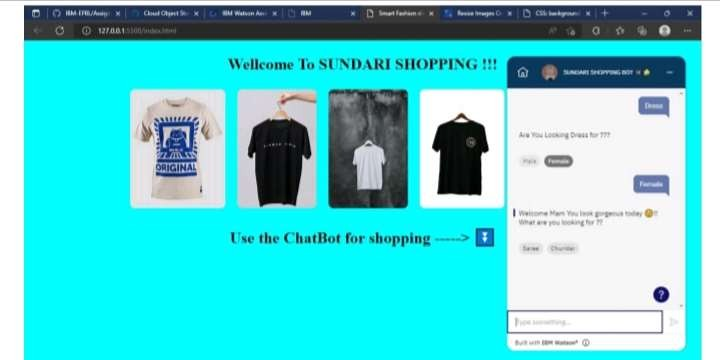 IBM-EPBL/Assig
Cloud Object St
IBM Watson Ass
IBM
Smart Fashion
Resize Images
CSS background
127.0.0.1:5500/index.html
Wellcome To SUNDARI SHOPPING !!!
SUNDARI SHOPPING BOT
Dress
ORIGINAL
Are You Looking Dress for ???
Male Female
Female
Use the ChatBot for shopping ------>
Welcome Mam You look gorgeous today !!
What are you looking for ??
Saree Churidar
?
Type something...
Built with IBM Watson®